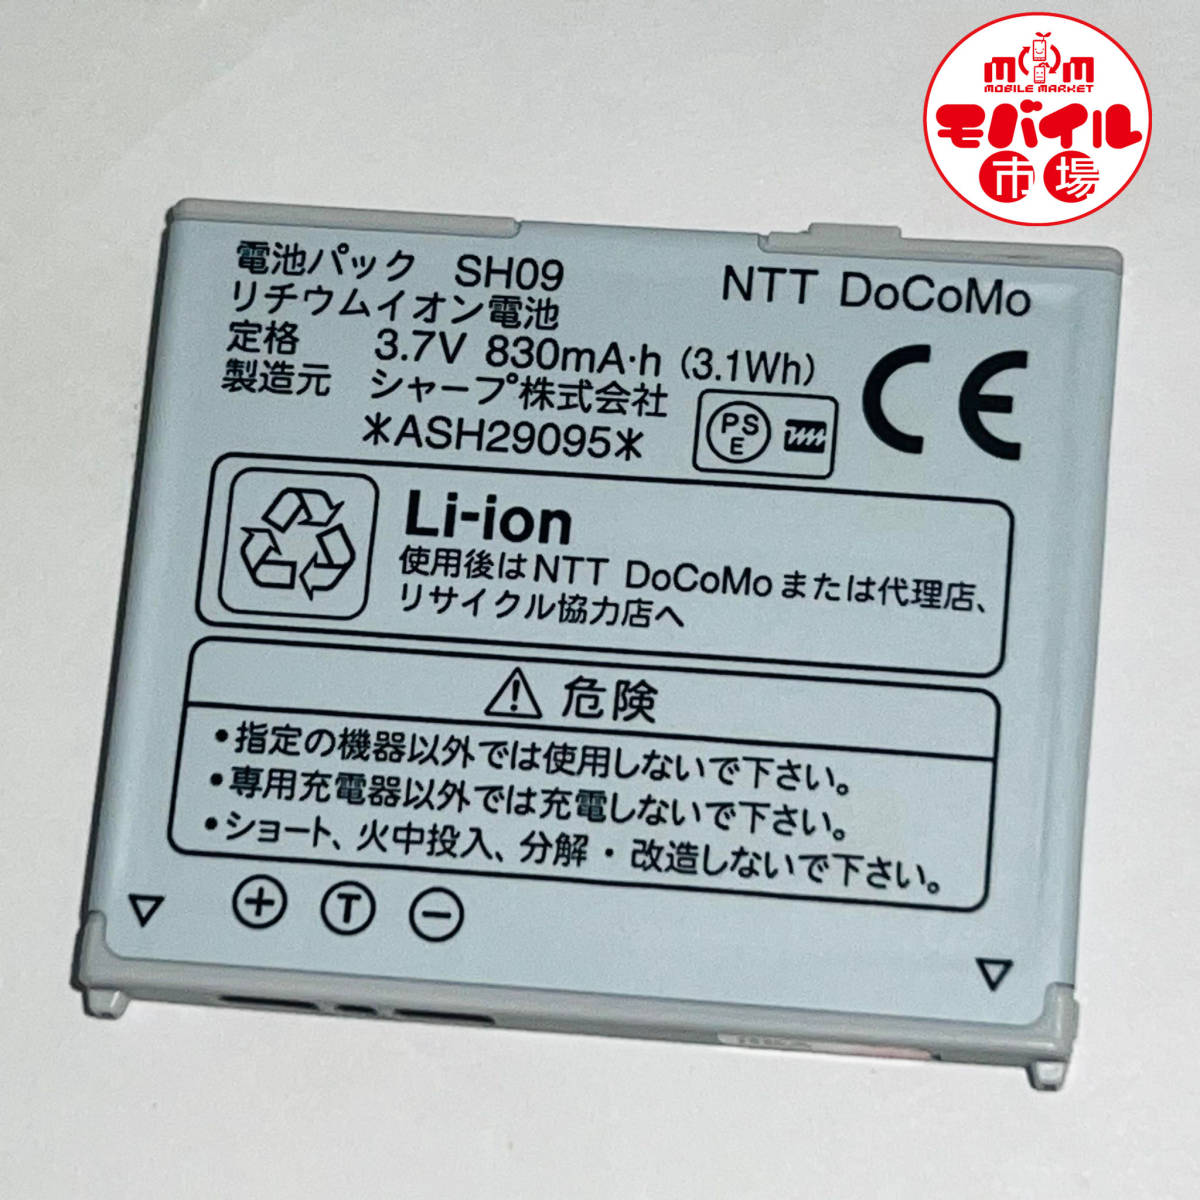 MM
MOBILE MARKET
モバイル
市場
電池パック SH09 NTT DoCoMo
リチウムイオン電池
定格 3.7V 830mA·h (3.1Wh)
製造元 シャープ株式会社
*ASH29095*
PSE
CE
Li-ion
使用後はNTT DoCoMoまたは代理店、
リサイクル協力店へ
⚠危険
•指定の機器以外では使用しないで下さい。
•専用充電器以外では充電しないで下さい。
•ショート、火中投入、分解・改造しないで下さい。
+ T −